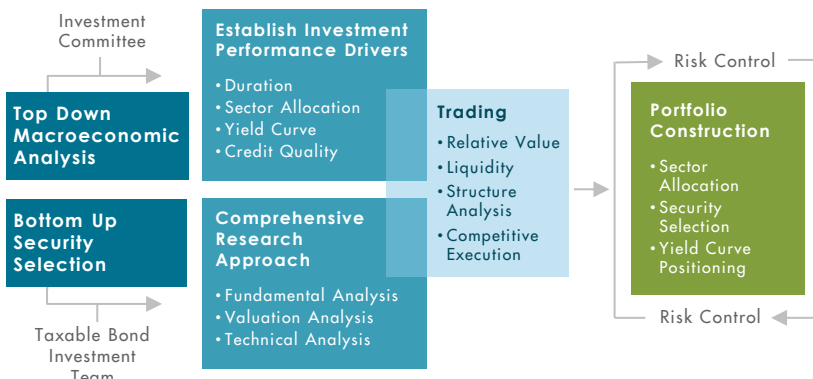 Investment
Committee
Top Down
Macroeconomic
Analysis
Bottom Up
Security
Selection
Taxable Bond
Investment
Team
Establish Investment
Performance Drivers
• Duration
• Sector Allocation
• Yield Curve
• Credit Quality
Comprehensive
Research
Approach
• Fundamental Analysis
• Valuation Analysis
• Technical Analysis
Trading
• Relative Value
• Liquidity
• Structure
Analysis
• Competitive
Execution
Risk Control
Portfolio
Construction
• Sector
Allocation
• Security
Selection
• Yield Curve
Positioning
Risk Control